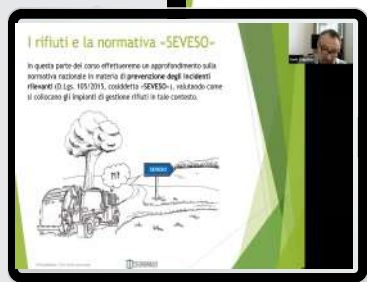 I rifiuti e la normativa «SEVESO»
In questa parte del corso effettueremo un approfondimento sulla
normativa nazionale in materia di prevenzione degli incidenti
rilevanti (D.Lgs. 105/2015, cosiddetto «SEVESO»), valutando come
si collocano gli impianti di gestione rifiuti in tale contesto.
SEVESO
?!?